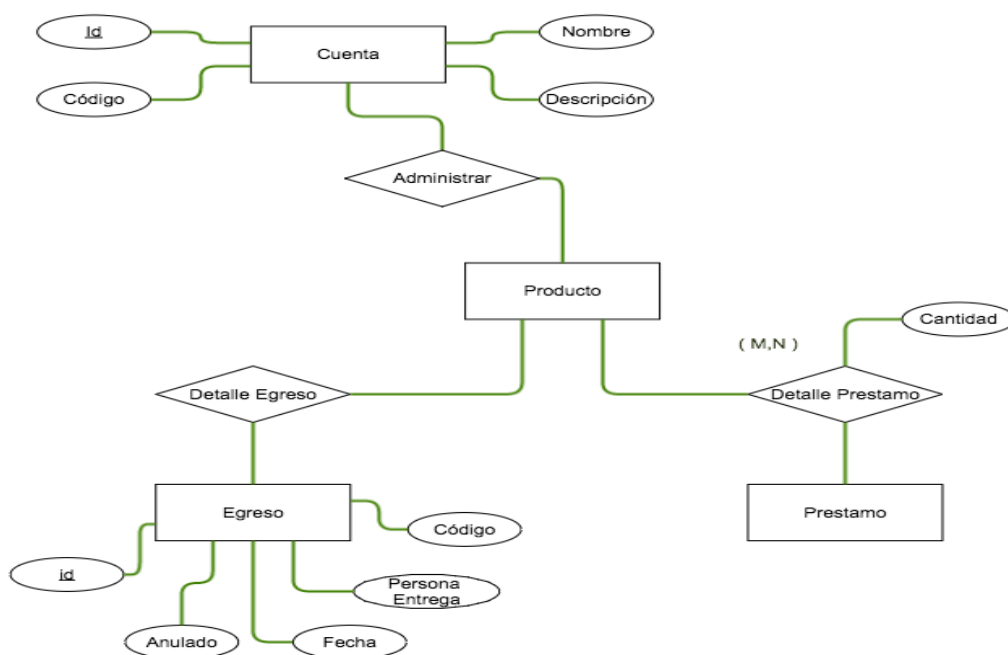 Id
Nombre
Cuenta
Código
Descripción
Administrar
Producto
Cantidad
( M,N )
Detalle Egreso
Detalle Prestamo
Egreso
Prestamo
Código
id
Persona
Entrega
Anulado
Fecha